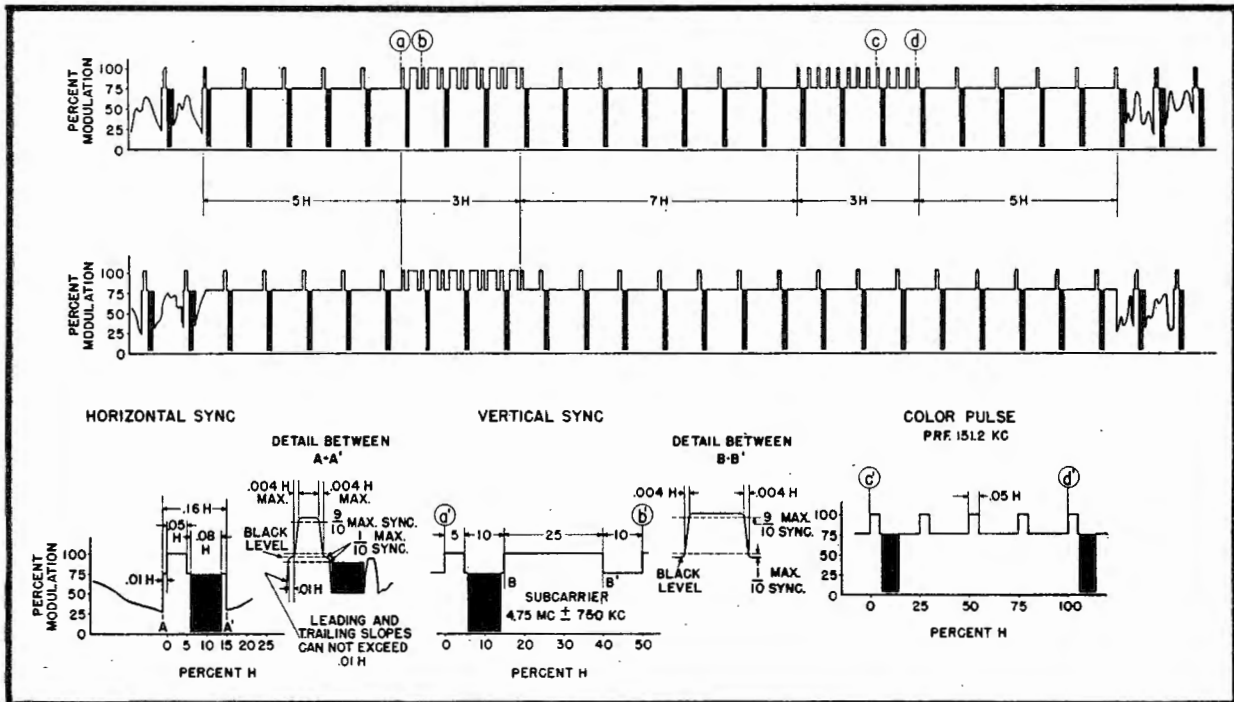 a b c d
PERCENT MODULATION
100
75
50
25
0
5H 3H 7H 3H 5H
PERCENT MODULATION
100
75
50
25
0
HORIZONTAL SYNC
VERTICAL SYNC
COLOR PULSE
PRF. 151.2 KC
DETAIL BETWEEN
A-A'
.004 H MAX.
.004 H MAX.
.16 H
.05 H
.08 H
.01 H
9/10 MAX. SYNC.
1/10 MAX. SYNC.
BLACK LEVEL
.01 H
LEADING AND
TRAILING SLOPES
CAN NOT EXCEED
.01 H
PERCENT MODULATION
100
75
50
25
0
A A'
0 5 10 15 20 25
PERCENT H
a' b'
5 10 25 10
B B'
SUBCARRIER
4.75 MC ± 750 KC
0 10 20 30 40 50
PERCENT H
DETAIL BETWEEN
B-B'
.004 H .004 H
9/10 MAX. SYNC.
BLACK LEVEL
1/10 MAX. SYNC.
c' d'
.05 H
100
75
50
25
0
0 25 50 75 100
PERCENT H